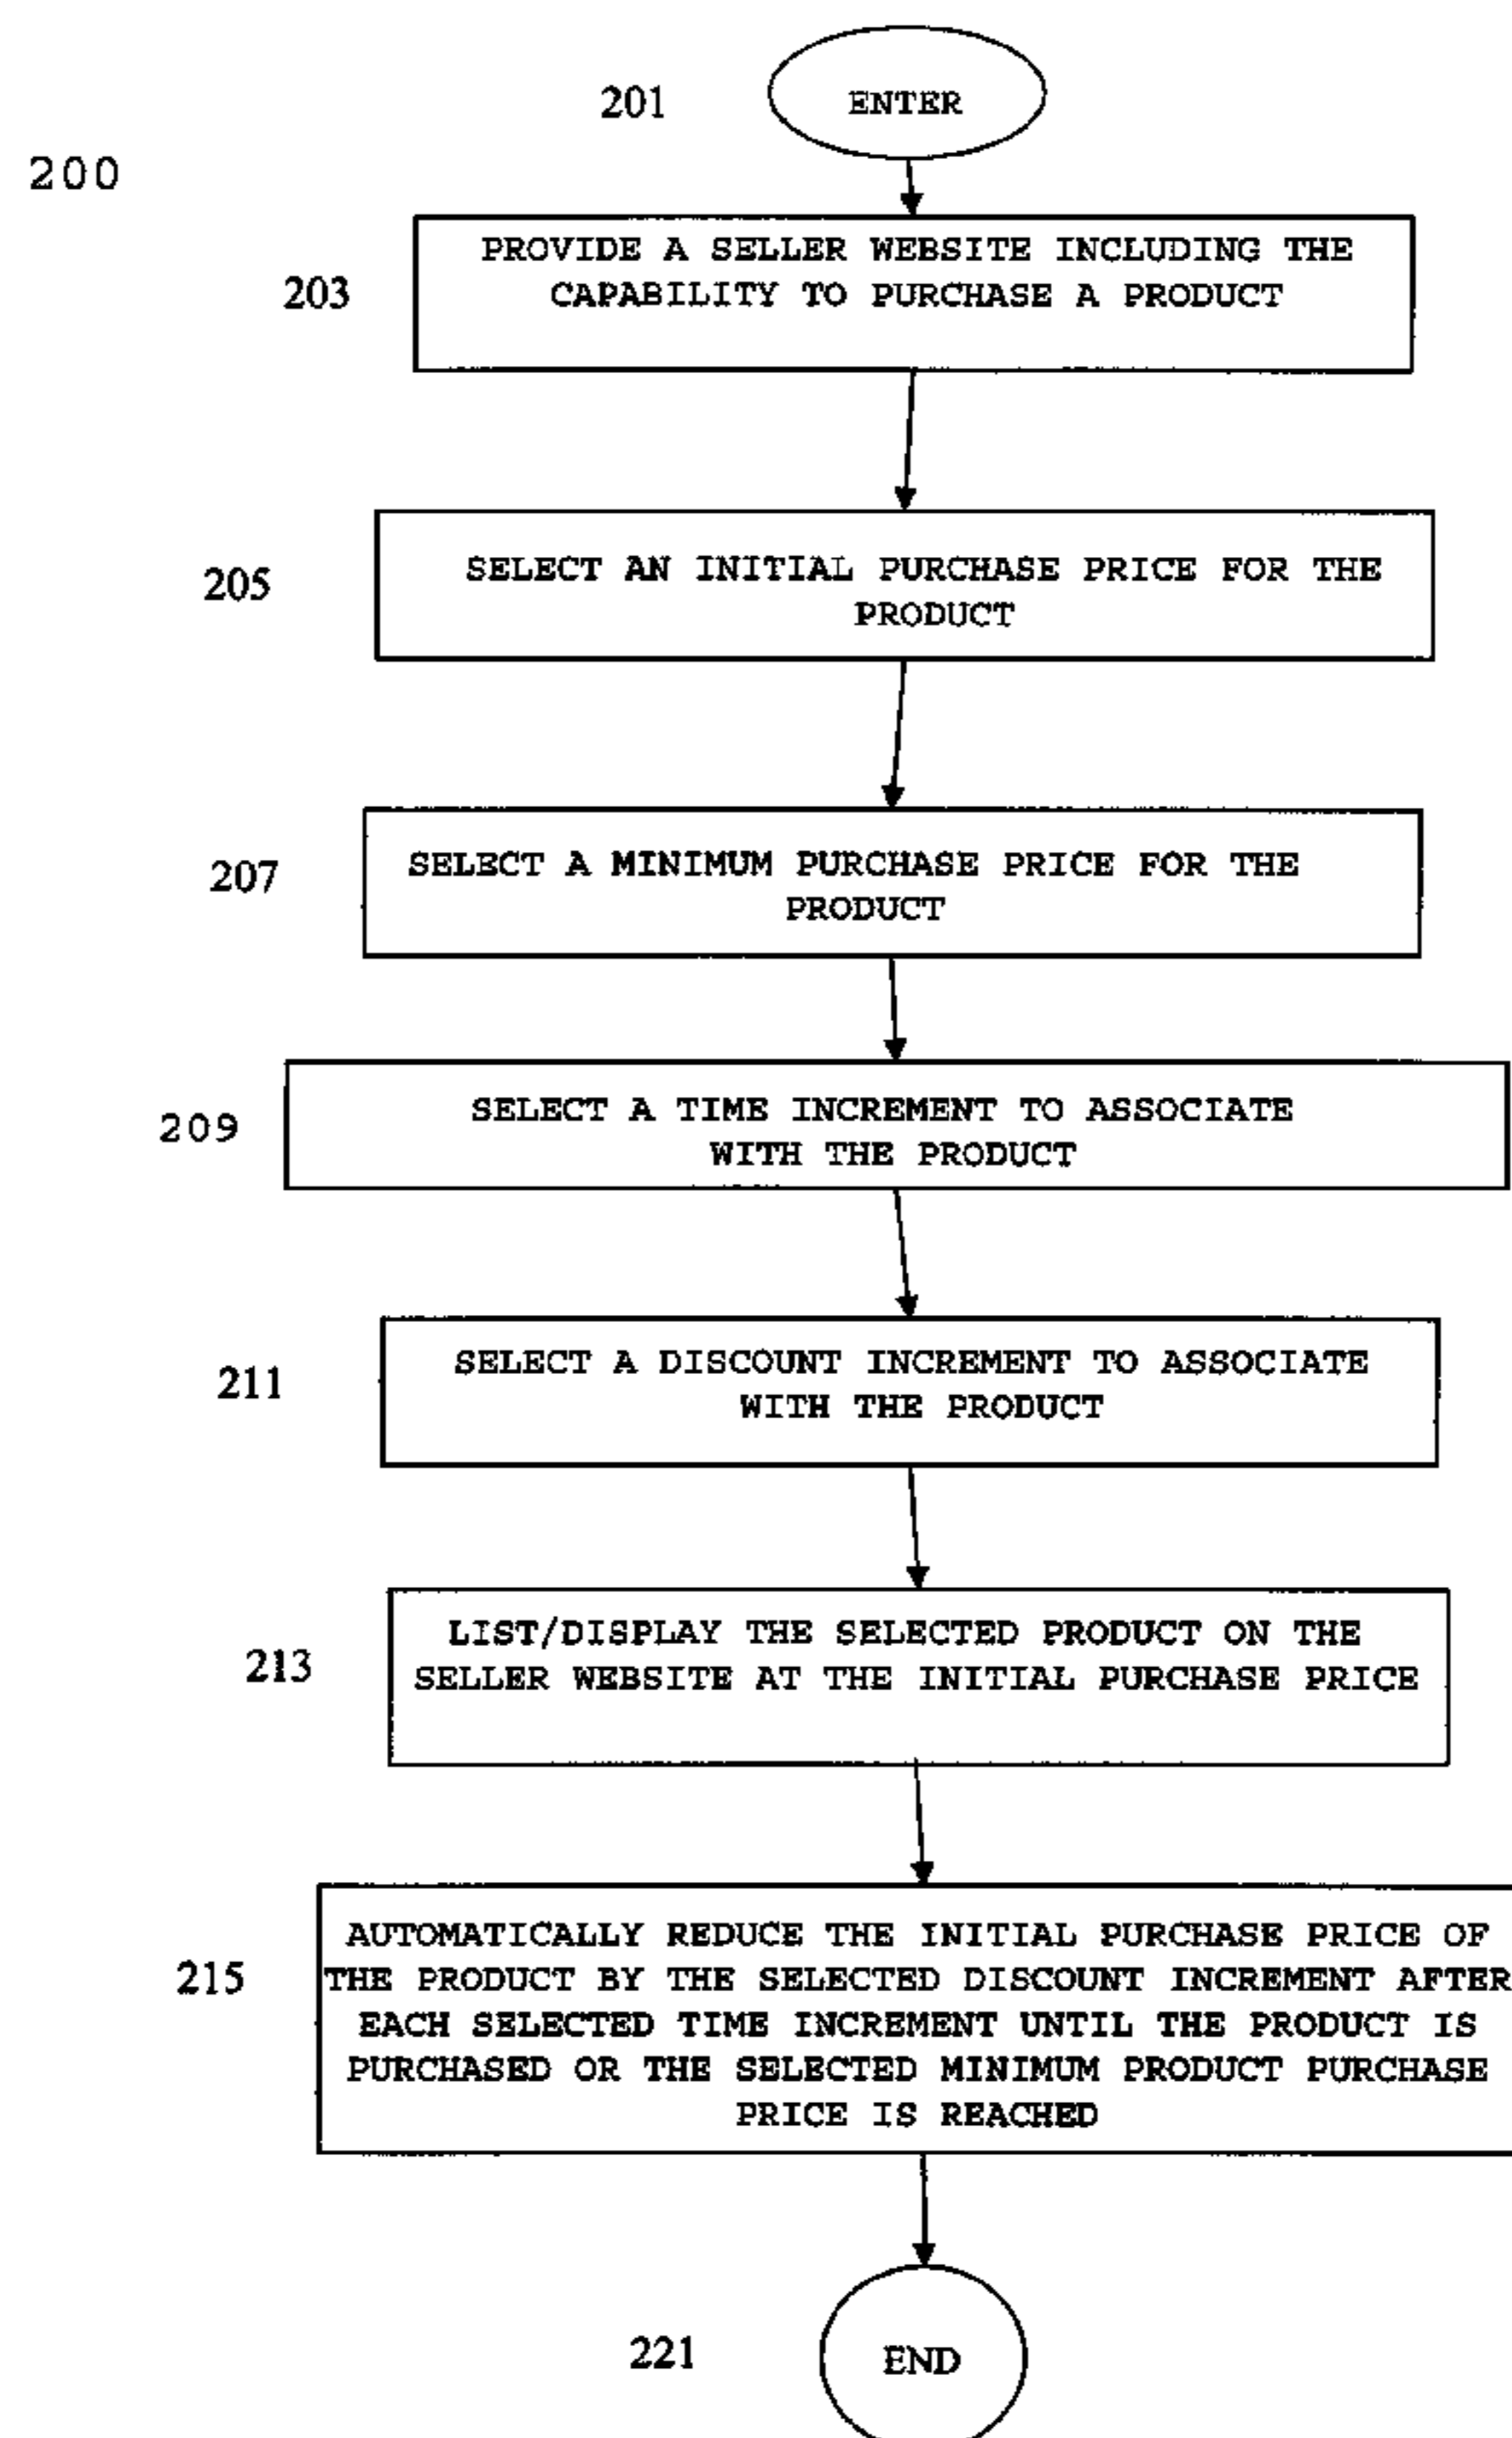 201
ENTER
200
203
PROVIDE A SELLER WEBSITE INCLUDING THE
CAPABILITY TO PURCHASE A PRODUCT
205
SELECT AN INITIAL PURCHASE PRICE FOR THE
PRODUCT
207
SELECT A MINIMUM PURCHASE PRICE FOR THE
PRODUCT
209
SELECT A TIME INCREMENT TO ASSOCIATE
WITH THE PRODUCT
211
SELECT A DISCOUNT INCREMENT TO ASSOCIATE
WITH THE PRODUCT
213
LIST/DISPLAY THE SELECTED PRODUCT ON THE
SELLER WEBSITE AT THE INITIAL PURCHASE PRICE
215
AUTOMATICALLY REDUCE THE INITIAL PURCHASE PRICE OF
THE PRODUCT BY THE SELECTED DISCOUNT INCREMENT AFTER
EACH SELECTED TIME INCREMENT UNTIL THE PRODUCT IS
PURCHASED OR THE SELECTED MINIMUM PRODUCT PURCHASE
PRICE IS REACHED
221
END